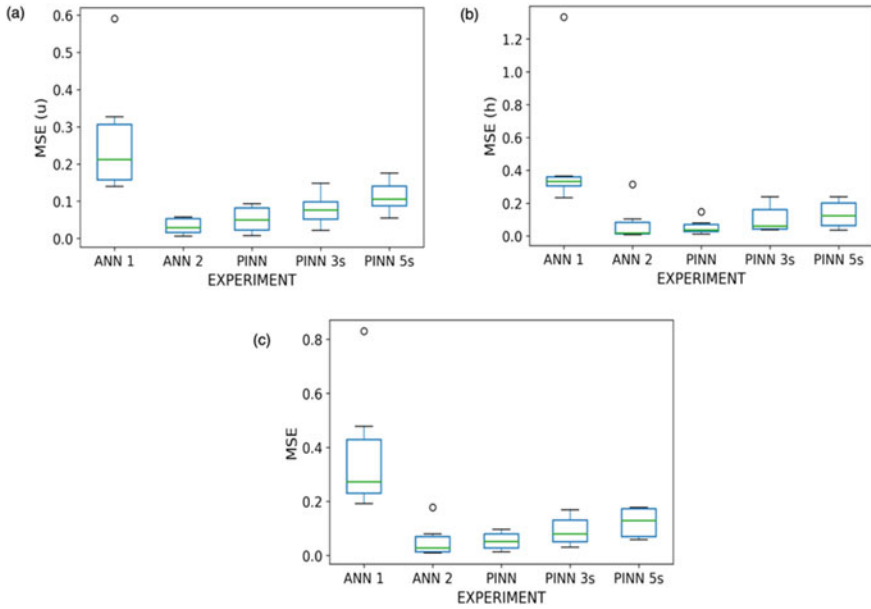 (a)
MSE (u)
0.6
0.5
0.4
0.3
0.2
0.1
0.0
ANN 1 ANN 2 PINN PINN 3s PINN 5s
EXPERIMENT
(b)
MSE (h)
1.2
1.0
0.8
0.6
0.4
0.2
0.0
ANN 1 ANN 2 PINN PINN 3s PINN 5s
EXPERIMENT
(c)
MSE
0.8
0.6
0.4
0.2
0.0
ANN 1 ANN 2 PINN PINN 3s PINN 5s
EXPERIMENT